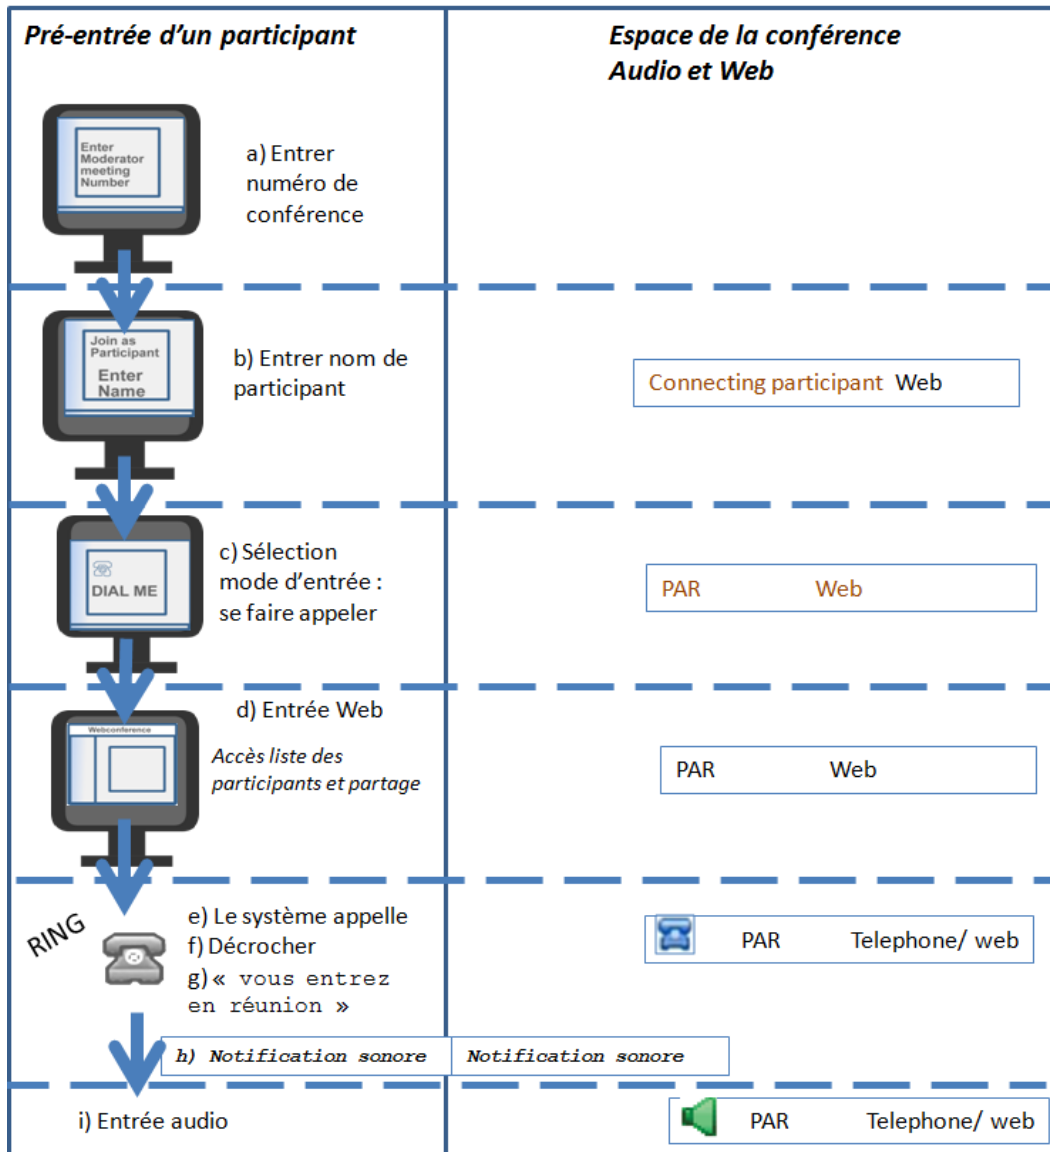 Pré-entrée d'un participant
Espace de la conférence
Audio et Web
Enter
Moderator
meeting
Number
a) Entrer
numéro de
conférence
Join as
Participant
Enter
Name
b) Entrer nom de
participant
Connecting participant Web
DIAL ME
c) Sélection
mode d'entrée :
se faire appeler
PAR Web
Webconference
d) Entrée Web
Accès liste des
participants et partage
PAR Web
RING
e) Le système appelle
f) Décrocher
g) « vous entrez
en réunion »
PAR Telephone/ web
h) Notification sonore
Notification sonore
i) Entrée audio
PAR Telephone/ web